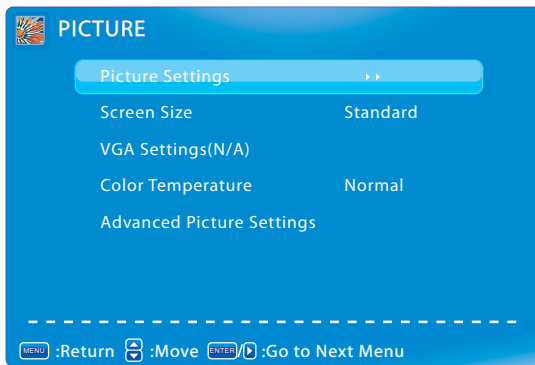 PICTURE
Picture Settings
Screen Size Standard
VGA Settings(N/A)
Color Temperature Normal
Advanced Picture Settings
MENU :Return :Move ENTER/ :Go to Next Menu